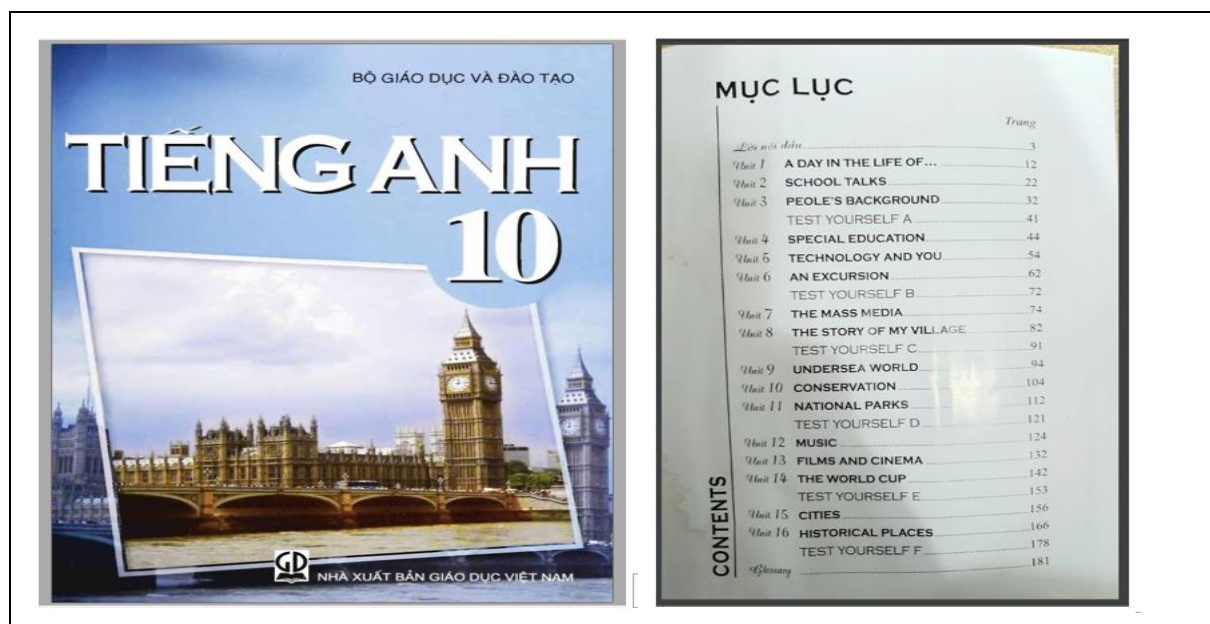 BỘ GIÁO DỤC VÀ ĐÀO TẠO
TIẾNG ANH
10
GD
NHÀ XUẤT BẢN GIÁO DỤC VIỆT NAM
MỤC LỤC
Trang
Lời nói đầu 3
Unit 1 A DAY IN THE LIFE OF... 12
Unit 2 SCHOOL TALKS 22
Unit 3 PEOLE'S BACKGROUND 32
TEST YOURSELF A 41
Unit 4 SPECIAL EDUCATION 44
Unit 5 TECHNOLOGY AND YOU 54
Unit 6 AN EXCURSION 62
TEST YOURSELF B 72
Unit 7 THE MASS MEDIA 74
Unit 8 THE STORY OF MY VILLAGE 82
TEST YOURSELF C 91
Unit 9 UNDERSEA WORLD 94
Unit 10 CONSERVATION 104
Unit 11 NATIONAL PARKS 112
TEST YOURSELF D 121
Unit 12 MUSIC 124
Unit 13 FILMS AND CINEMA 132
Unit 14 THE WORLD CUP 142
TEST YOURSELF E 153
Unit 15 CITIES 156
Unit 16 HISTORICAL PLACES 166
TEST YOURSELF F 178
Glossary 181
CONTENTS